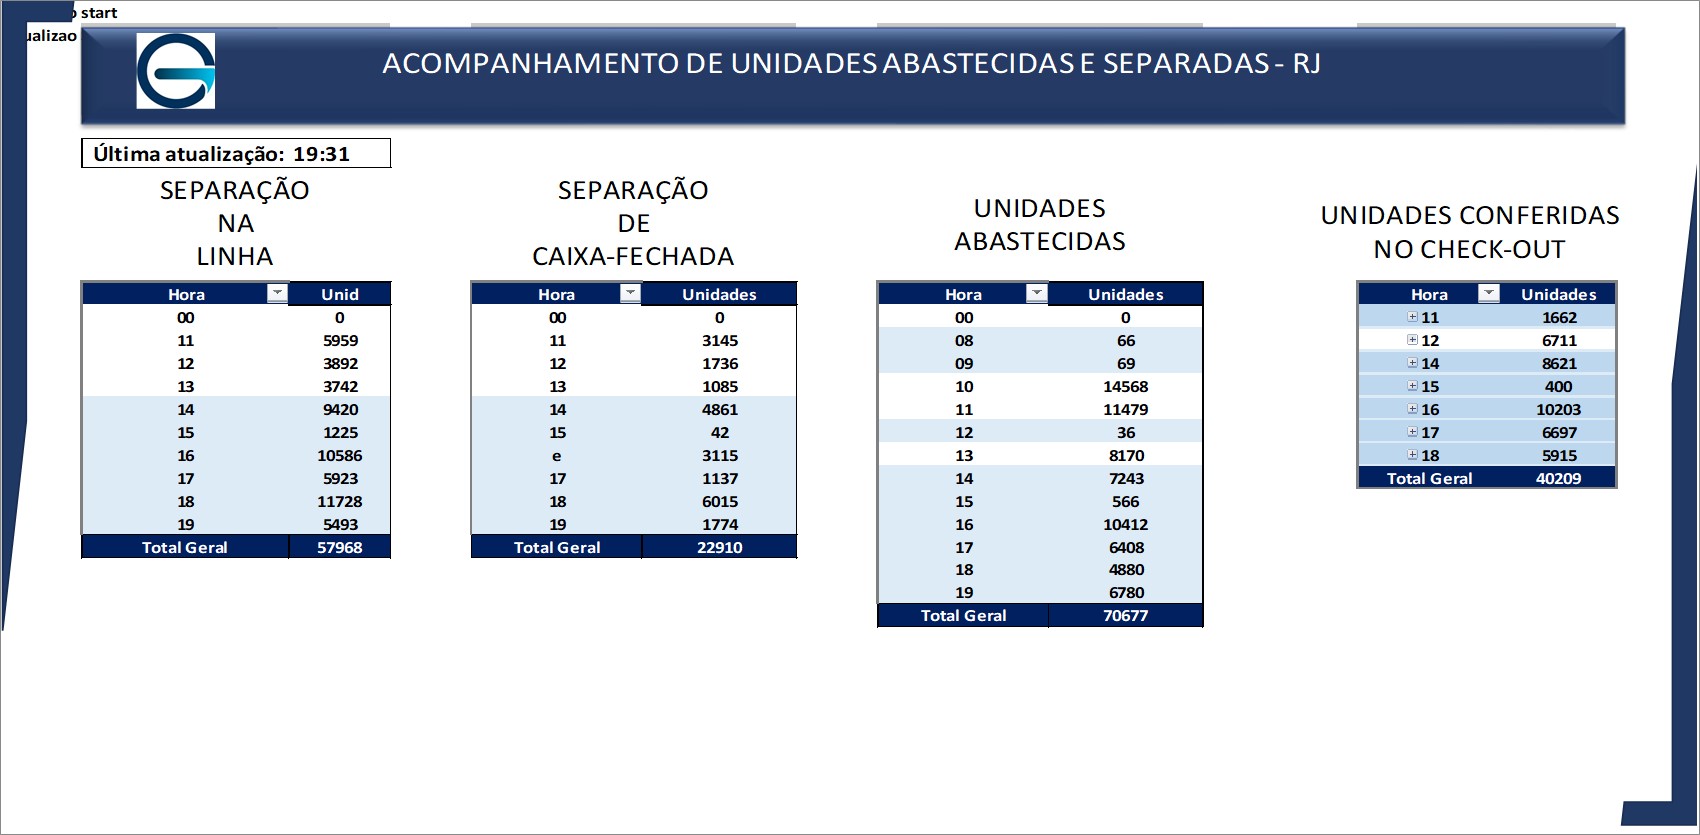 start
ualizao
ACOMPANHAMENTO DE UNIDADES ABASTECIDAS E SEPARADAS - RJ
Última atualização: 19:31
SEPARAÇÃO
NA
LINHA
Hora Unid
00 0
11 5959
12 3892
13 3742
14 9420
15 1225
16 10586
17 5923
18 11728
19 5493
Total Geral 57968
SEPARAÇÃO
DE
CAIXA-FECHADA
Hora Unidades
00 0
11 3145
12 1736
13 1085
14 4861
15 42
e 3115
17 1137
18 6015
19 1774
Total Geral 22910
UNIDADES
ABASTECIDAS
Hora Unidades
00 0
08 66
09 69
10 14568
11 11479
12 36
13 8170
14 7243
15 566
16 10412
17 6408
18 4880
19 6780
Total Geral 70677
UNIDADES CONFERIDAS
NO CHECK-OUT
Hora Unidades
11 1662
12 6711
14 8621
15 400
16 10203
17 6697
18 5915
Total Geral 40209